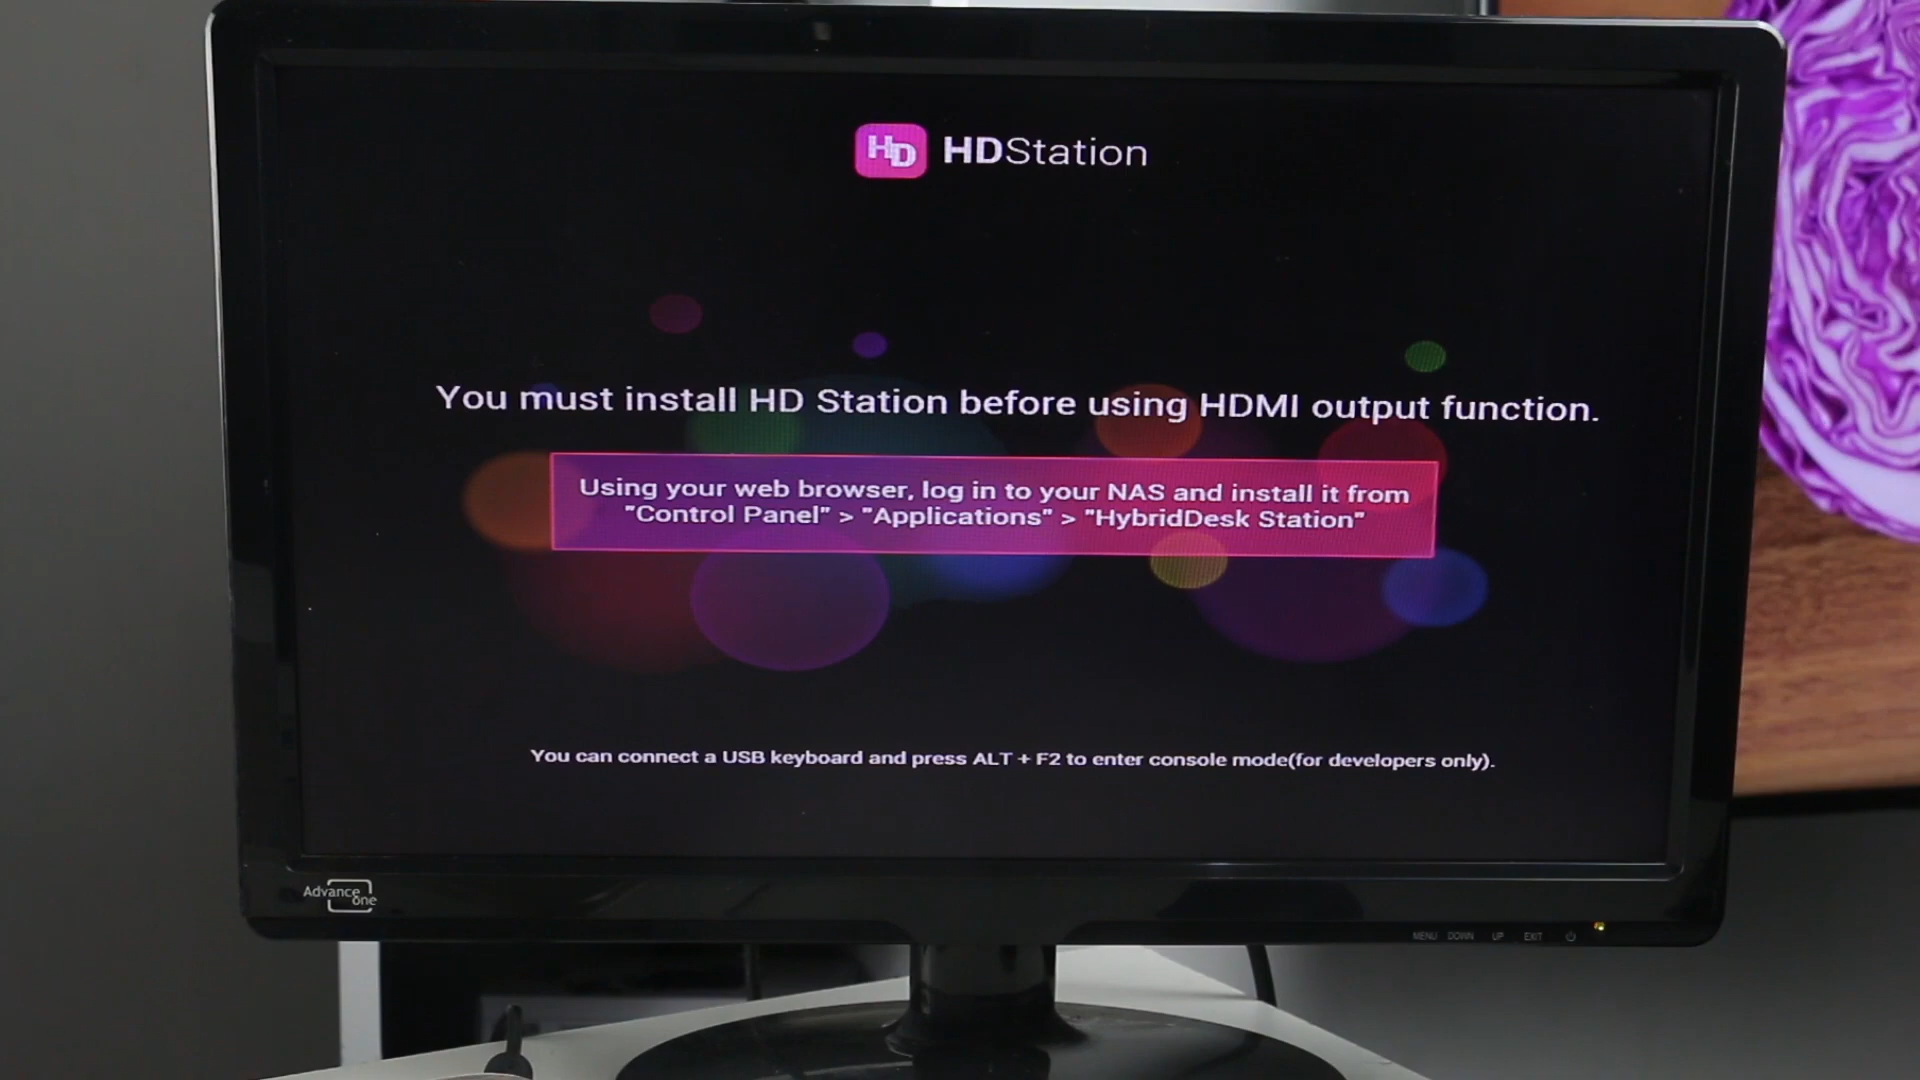 HD HDStation
You must install HD Station before using HDMI output function.
Using your web browser, log in to your NAS and install it from
"Control Panel" > "Applications" > "HybridDesk Station"
You can connect a USB keyboard and press ALT + F2 to enter console mode(for developers only).
Advance
one
MENU DOWN UP EXIT